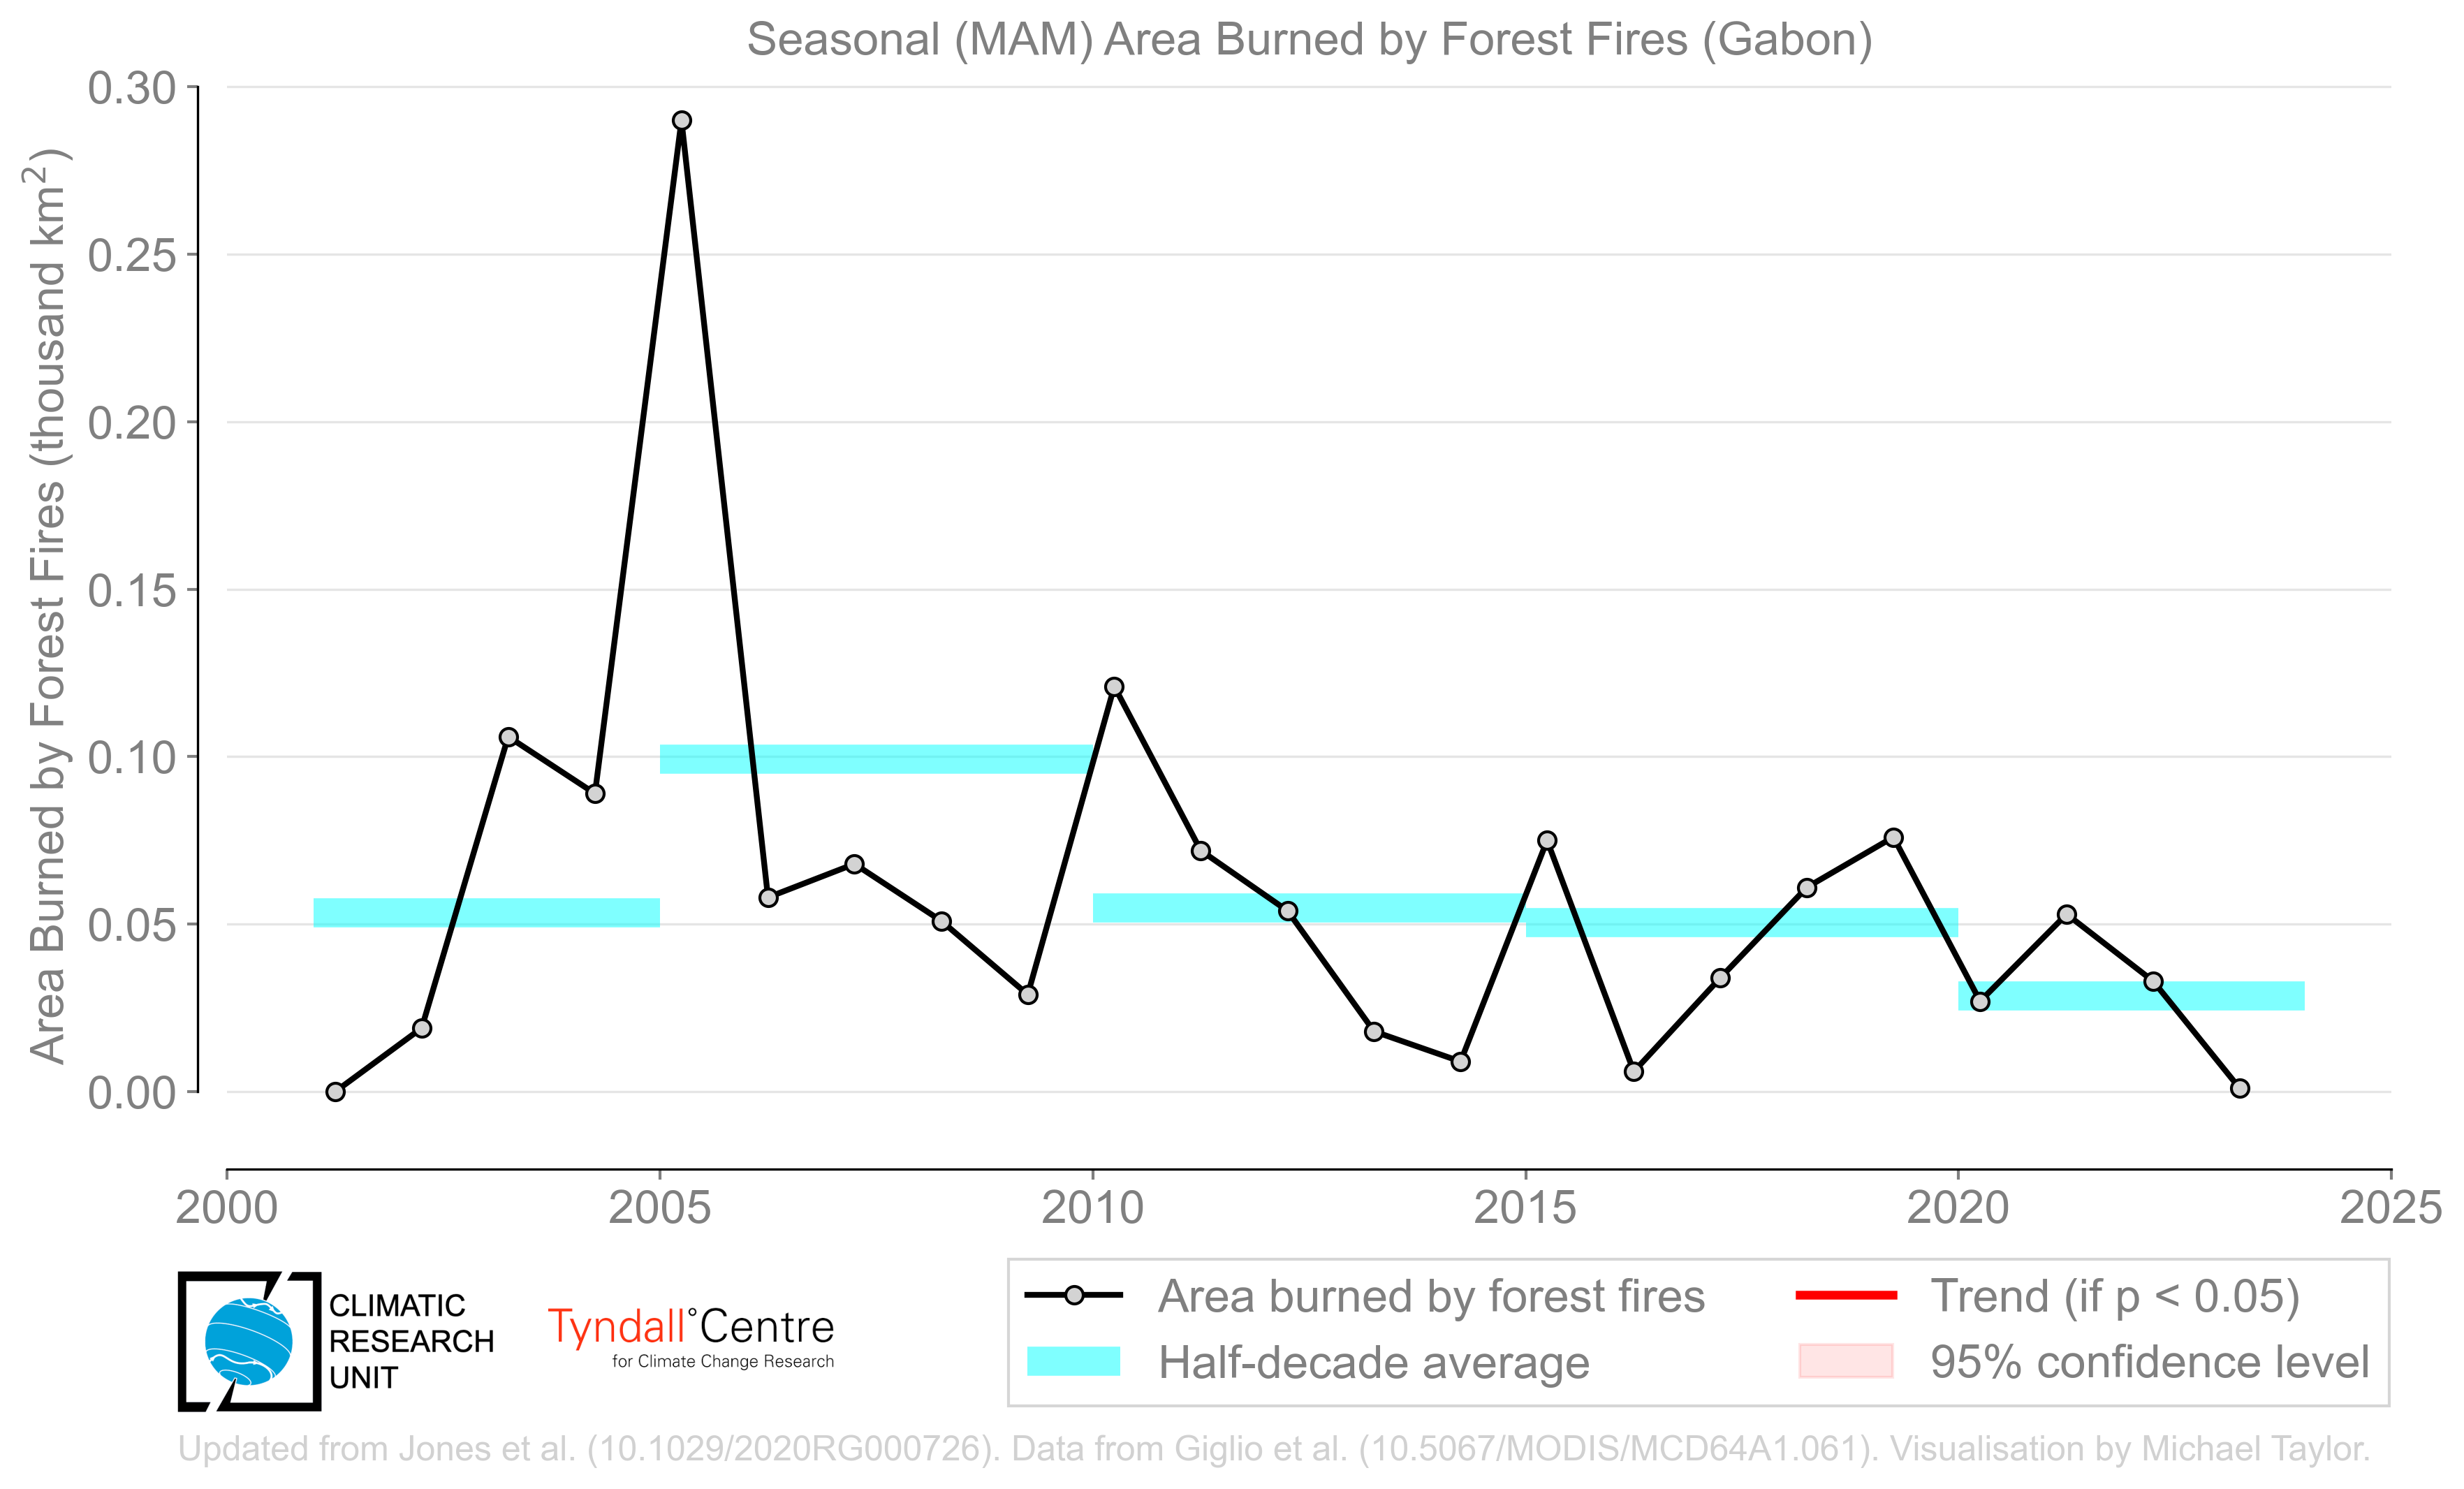 Seasonal (MAM) Area Burned by Forest Fires (Gabon)
Area Burned by Forest Fires (thousand km²)
0.30
0.25
0.20
0.15
0.10
0.05
0.00
2000 2005 2010 2015 2020 2025
CLIMATIC
RESEARCH
UNIT
Tyndall°Centre
for Climate Change Research
Area burned by forest fires
Half-decade average
Trend (if p < 0.05)
95% confidence level
Updated from Jones et al. (10.1029/2020RG000726). Data from Giglio et al. (10.5067/MODIS/MCD64A1.061). Visualisation by Michael Taylor.